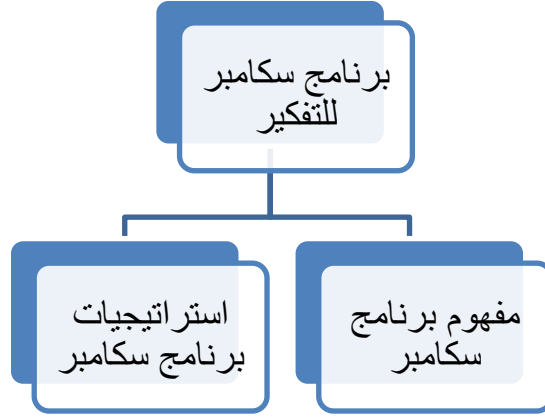 برنامج سكامبر
للتفكير
مفهوم برنامج
سكامبر
استراتيجيات
برنامج سكامبر